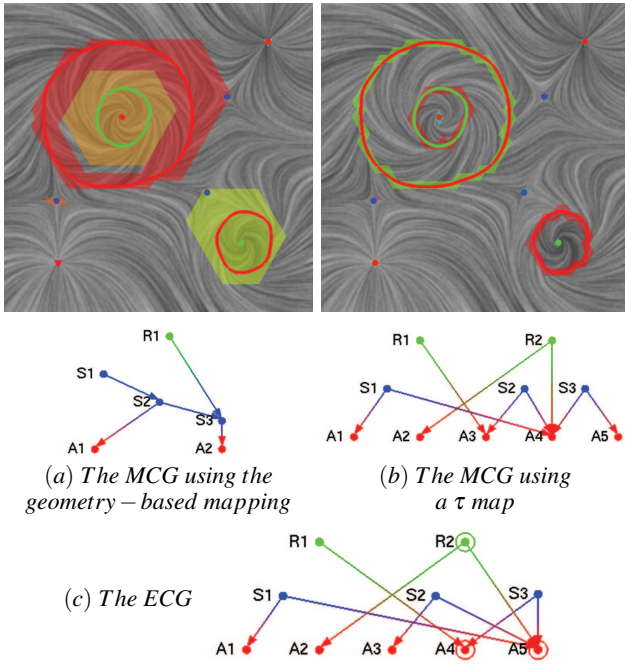 R1
S1
S2
S3
A1
A2
(a) The MCG using the
geometry – based mapping
R1
R2
S1
S2
S3
A1
A2
A3
A4
A5
(b) The MCG using
a τ map
(c) The ECG
R1
R2
S1
S2
S3
A1
A2
A3
A4
A5